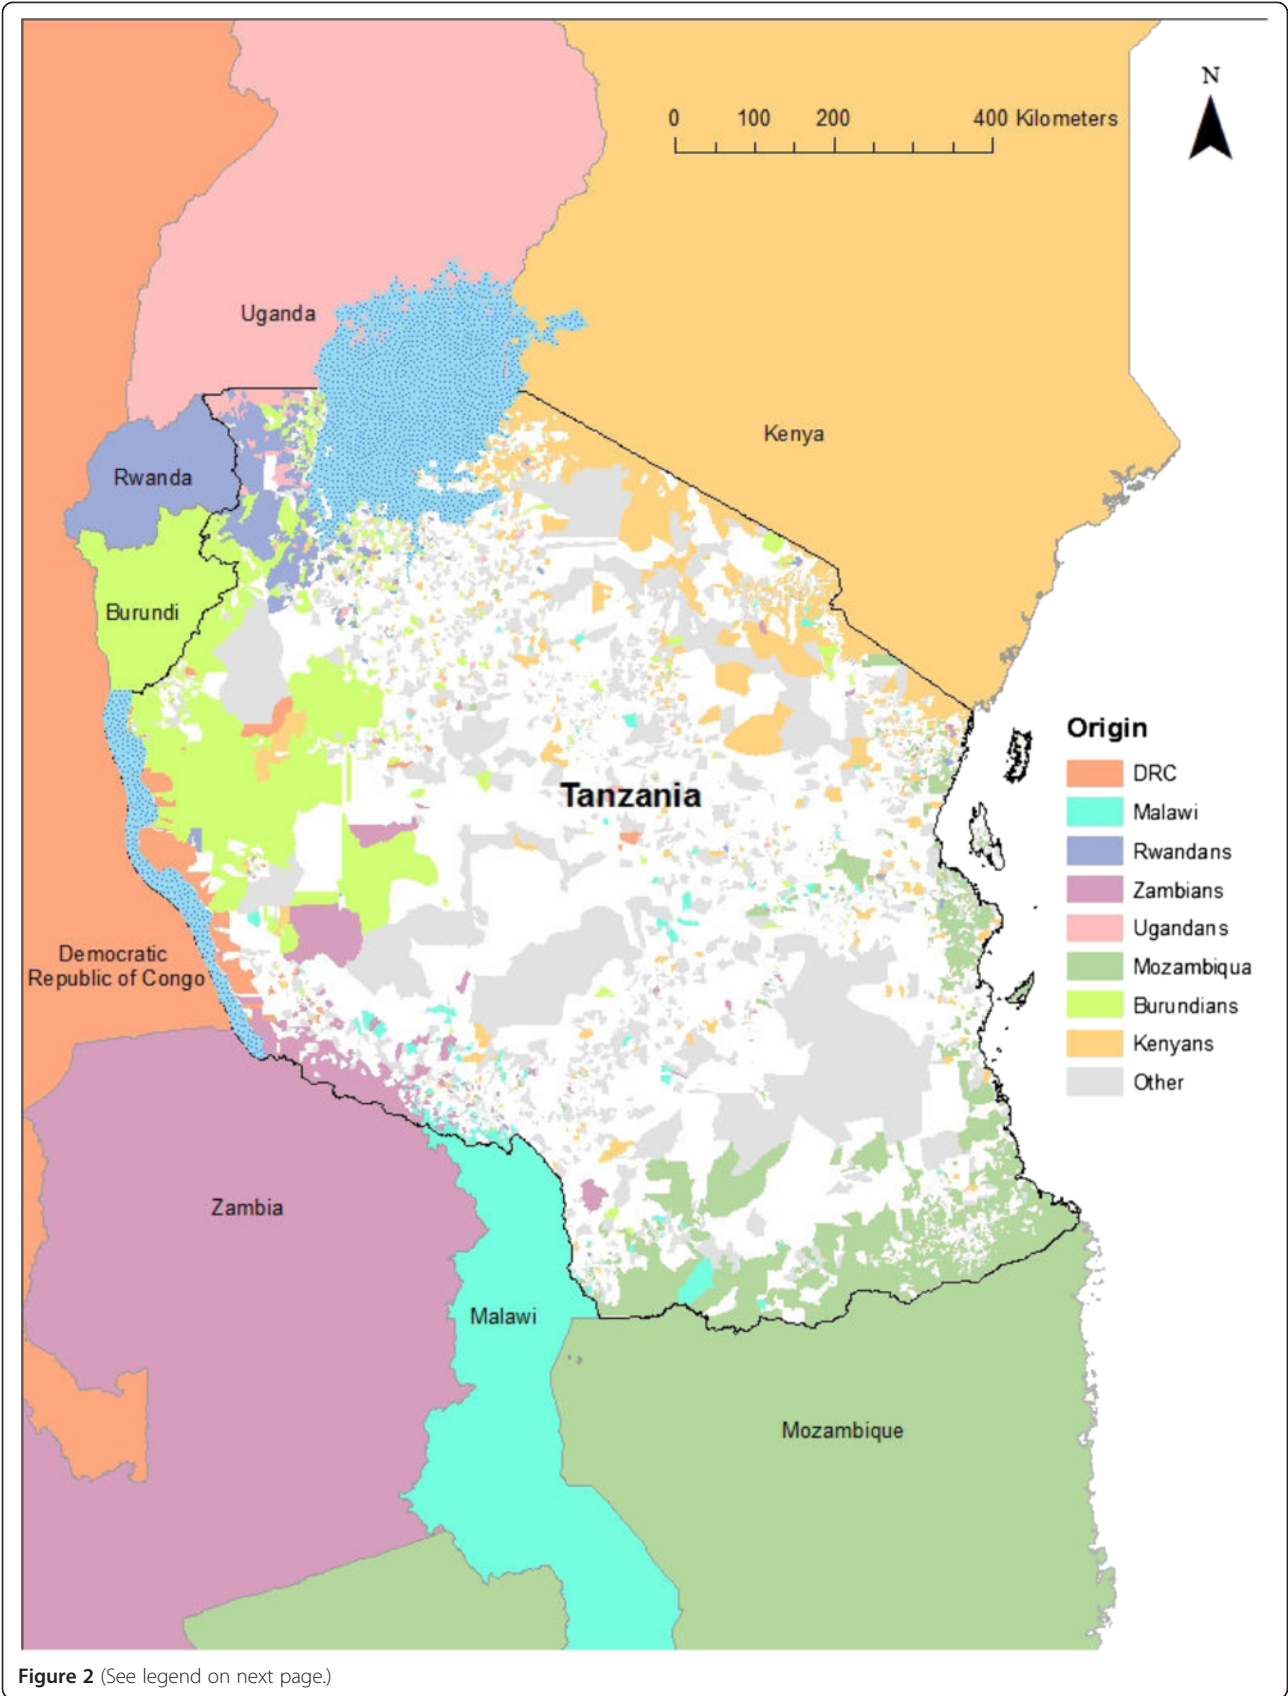 N
0 100 200 400 Kilometers
Uganda
Kenya
Rwanda
Burundi
Origin
DRC
Tanzania
Malawi
Rwandans
Zambians
Ugandans
Democratic
Republic of Congo
Mozambiqua
Burundians
Kenyans
Other
Zambia
Malawi
Mozambique
Figure 2 (See legend on next page.)